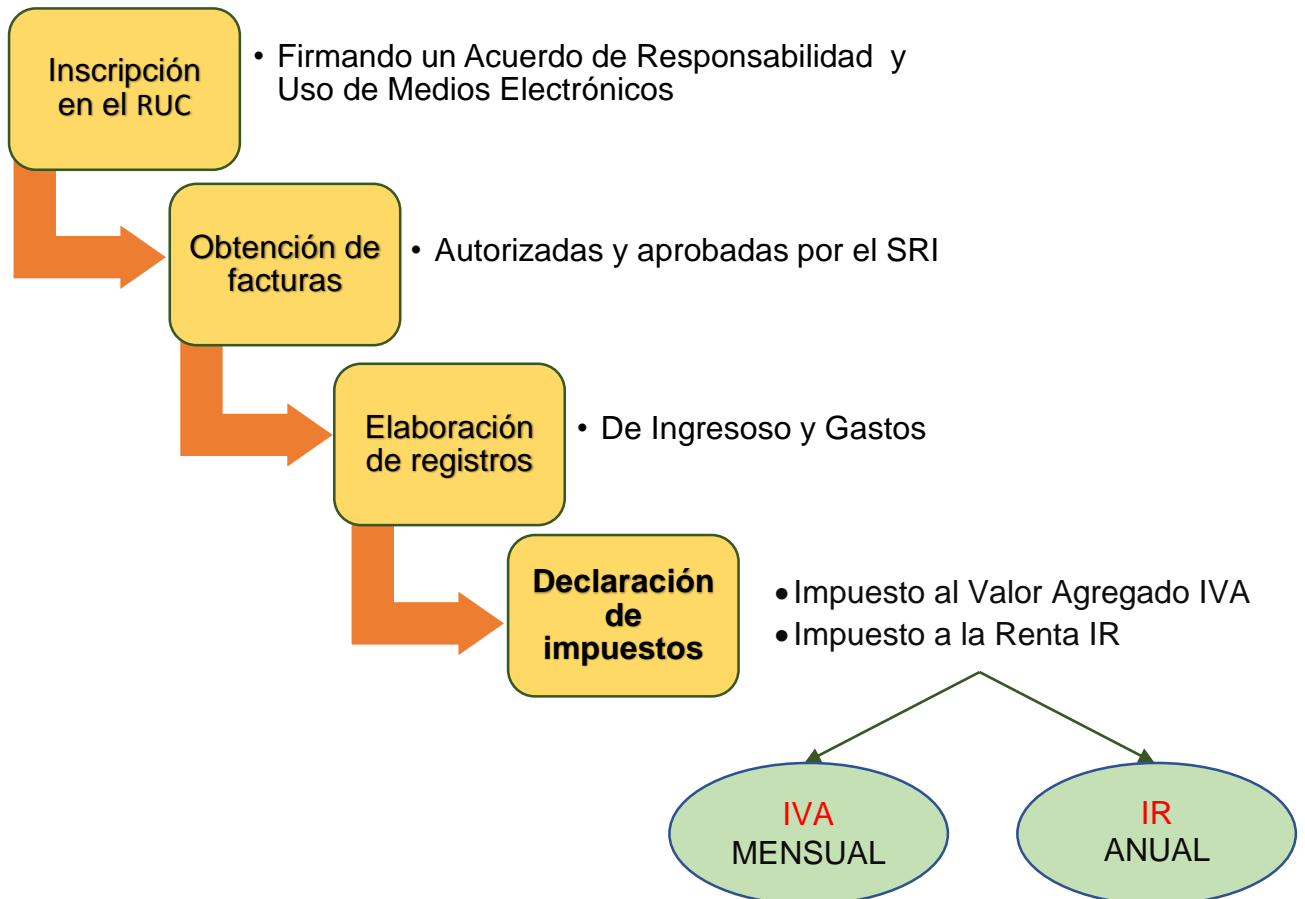 Inscripción
en el RUC
• Firmando un Acuerdo de Responsabilidad y
Uso de Medios Electrónicos
Obtención de
facturas
• Autorizadas y aprobadas por el SRI
Elaboración
de registros
• De Ingresoso y Gastos
Declaración
de
impuestos
• Impuesto al Valor Agregado IVA
• Impuesto a la Renta IR
IVA
MENSUAL
IR
ANUAL